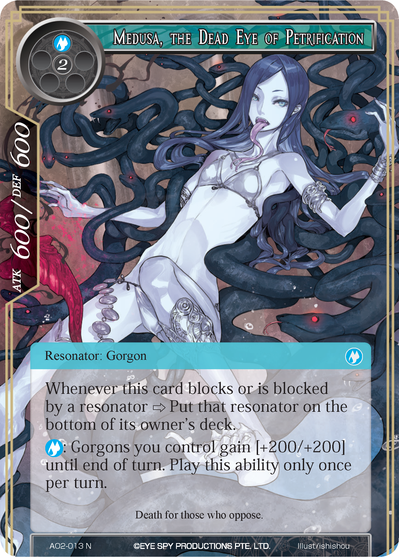 Medusa, the Dead Eye of Petrification
2
ATK 600/DEF 600
Resonator: Gorgon
Whenever this card blocks or is blocked
by a resonator ⇨ Put that resonator on the
bottom of its owner's deck.
: Gorgons you control gain [+200/+200]
until end of turn. Play this ability only once
per turn.
Death for those who oppose.
A02-013 N
©EYE SPY PRODUCTIONS PTE. LTD.
Illust/ishishou